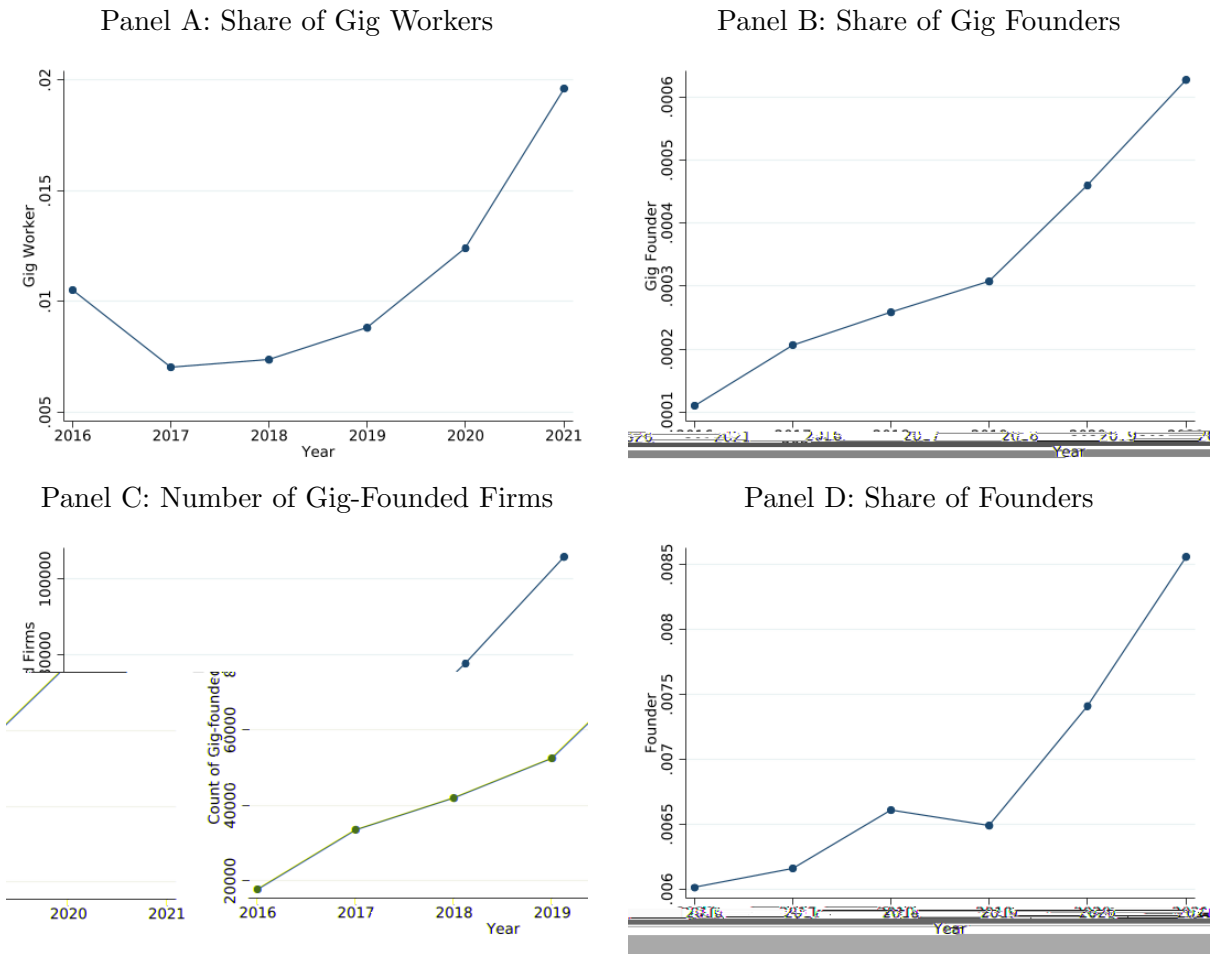 Panel A: Share of Gig Workers
Gig Worker
.02
.015
.01
.005
2016 2017 2018 2019 2020 2021
Year
Panel B: Share of Gig Founders
Gig Founder
.0006
.0005
.0004
.0003
.0002
.0001
Year
Panel C: Number of Gig-Founded Firms
100000
d Firms
Count of Gig-founded
60000
40000
20000
2020 2021 2016 2017 2018 2019
Year
Panel D: Share of Founders
Founder
.0085
.008
.0075
.007
.0065
.006
Year